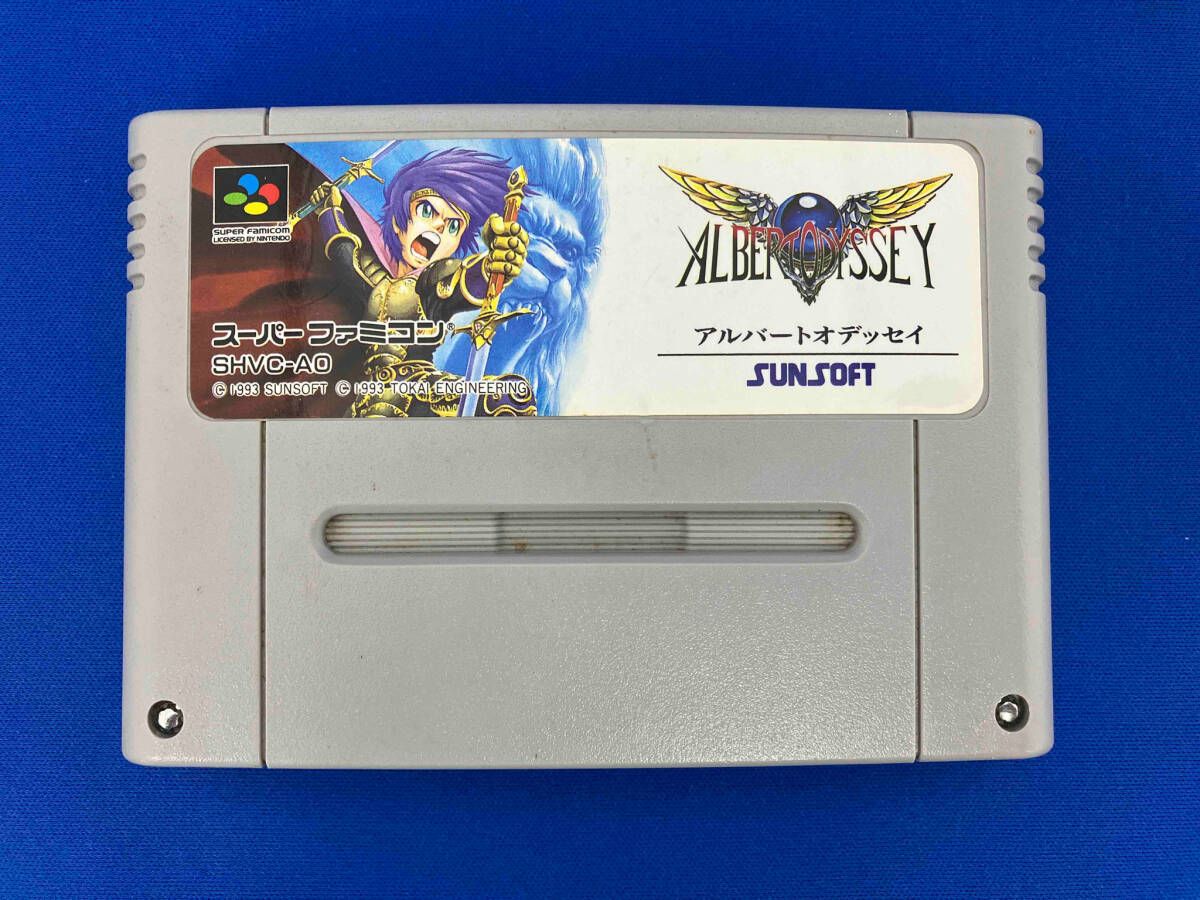 SUPER FAMICOM
LICENSED BY NINTENDO
スーパーファミコン®
SHVC-AO
© 1993 SUNSOFT © 1993 TOKAI ENGINEERING
ALBERT ODYSSEY
アルバートオデッセイ
SUNSOFT